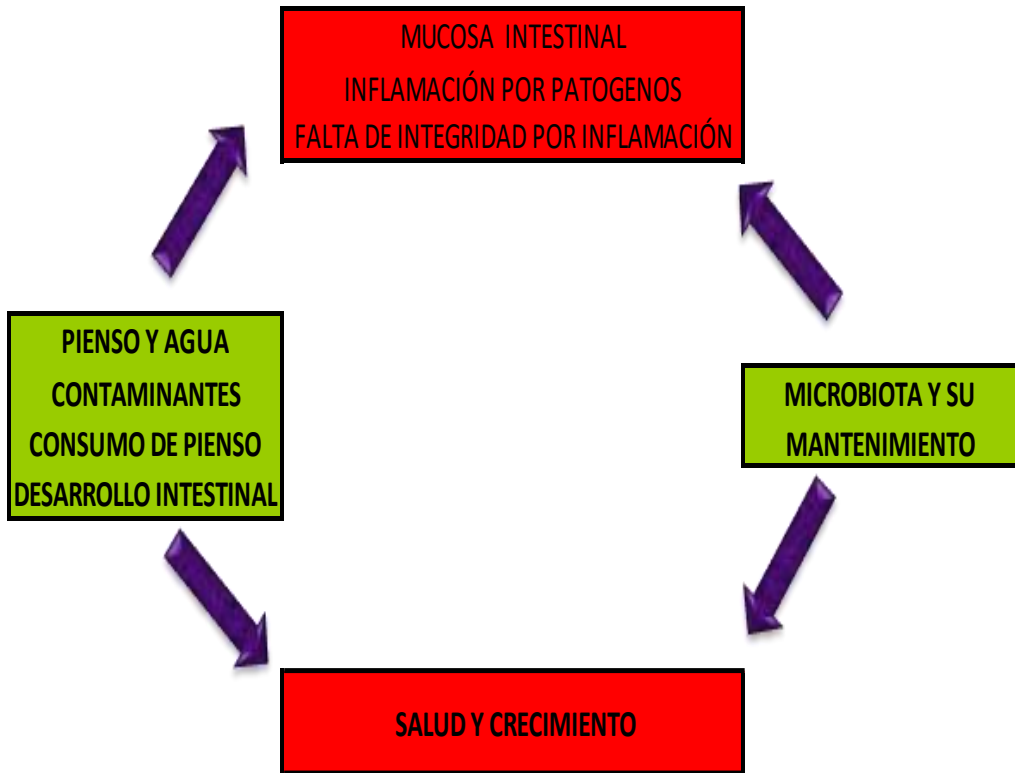 MUCOSA INTESTINAL
INFLAMACIÓN POR PATOGENOS
FALTA DE INTEGRIDAD POR INFLAMACIÓN
PIENSO Y AGUA
CONTAMINANTES
CONSUMO DE PIENSO
DESARROLLO INTESTINAL
MICROBIOTA Y SU
MANTENIMIENTO
SALUD Y CRECIMIENTO